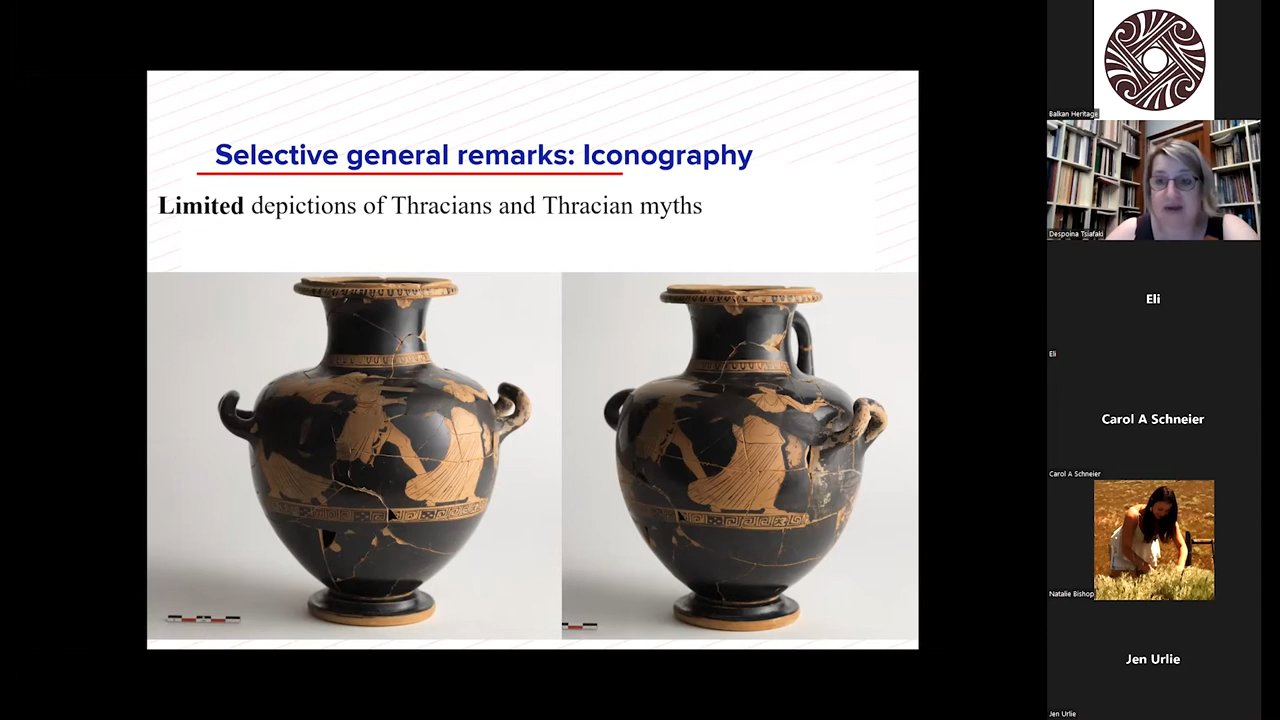 Selective general remarks: Iconography
Limited depictions of Thracians and Thracian myths
Balkan Heritage
Despoina Tsiafaki
Eli
Eli
Carol A Schneier
Carol A Schneier
Natalie Bishop
Jen Urlie
Jen Urlie